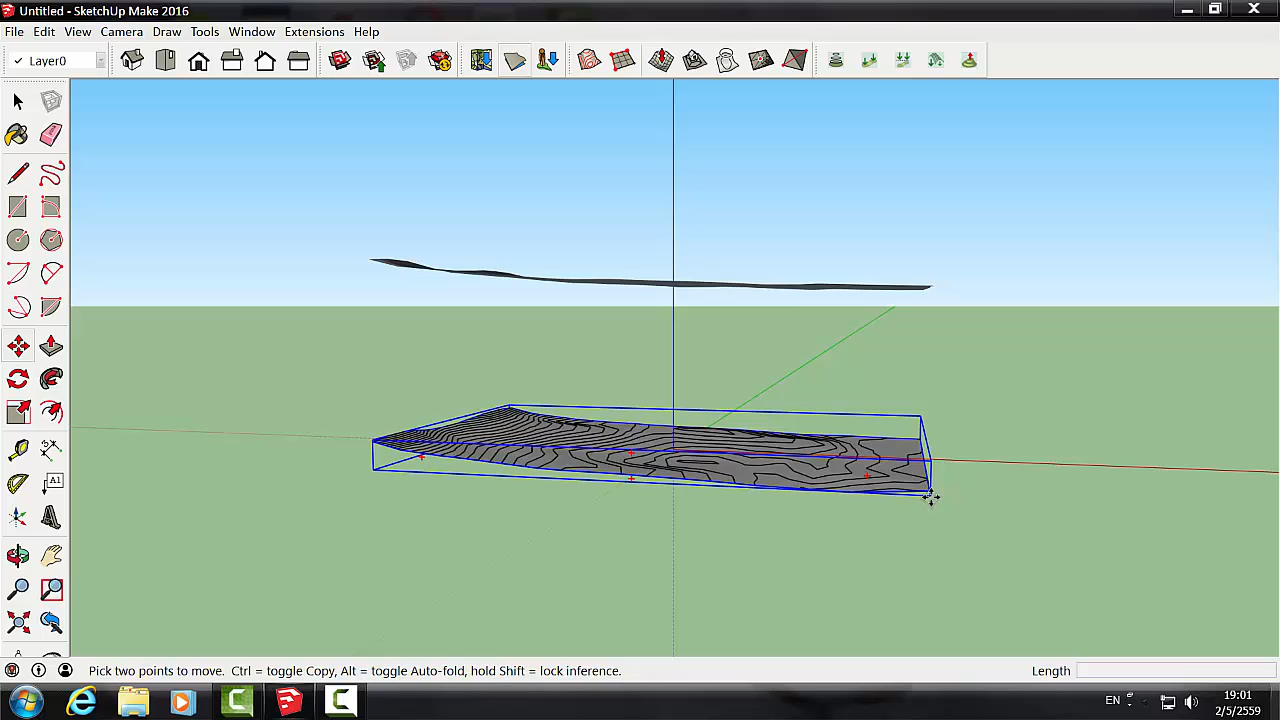 Untitled - SketchUp Make 2016
File Edit View Camera Draw Tools Window Extensions Help
✓ Layer0
A1
Pick two points to move. Ctrl = toggle Copy, Alt = toggle Auto-fold, hold Shift = lock inference.
Length
EN
19:01
2/5/2559